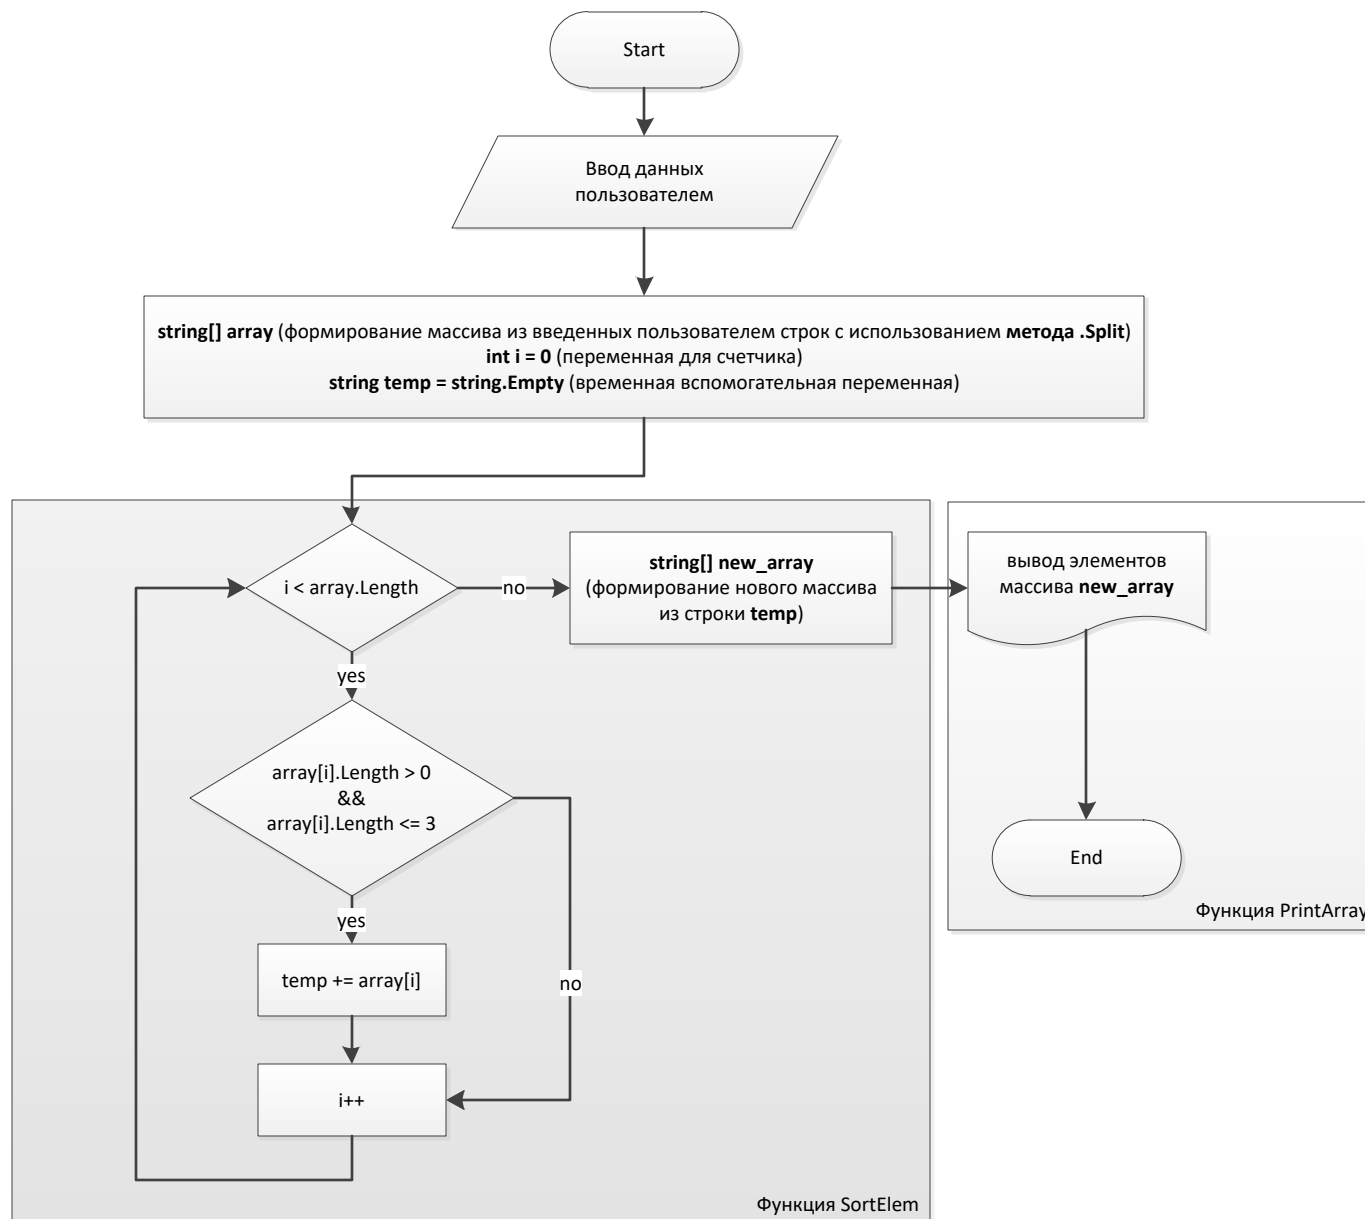 Start
Ввод данных
пользователем
string[] array (формирование массива из введенных пользователем строк с использованием метода .Split)
int i = 0 (переменная для счетчика)
string temp = string.Empty (временная вспомогательная переменная)
i < array.Length
no
string[] new_array
(формирование нового массива
из строки temp)
вывод элементов
массива new_array
yes
array[i].Length > 0
&&
array[i].Length <= 3
End
Функция PrintArray
yes
temp += array[i]
no
i++
Функция SortElem